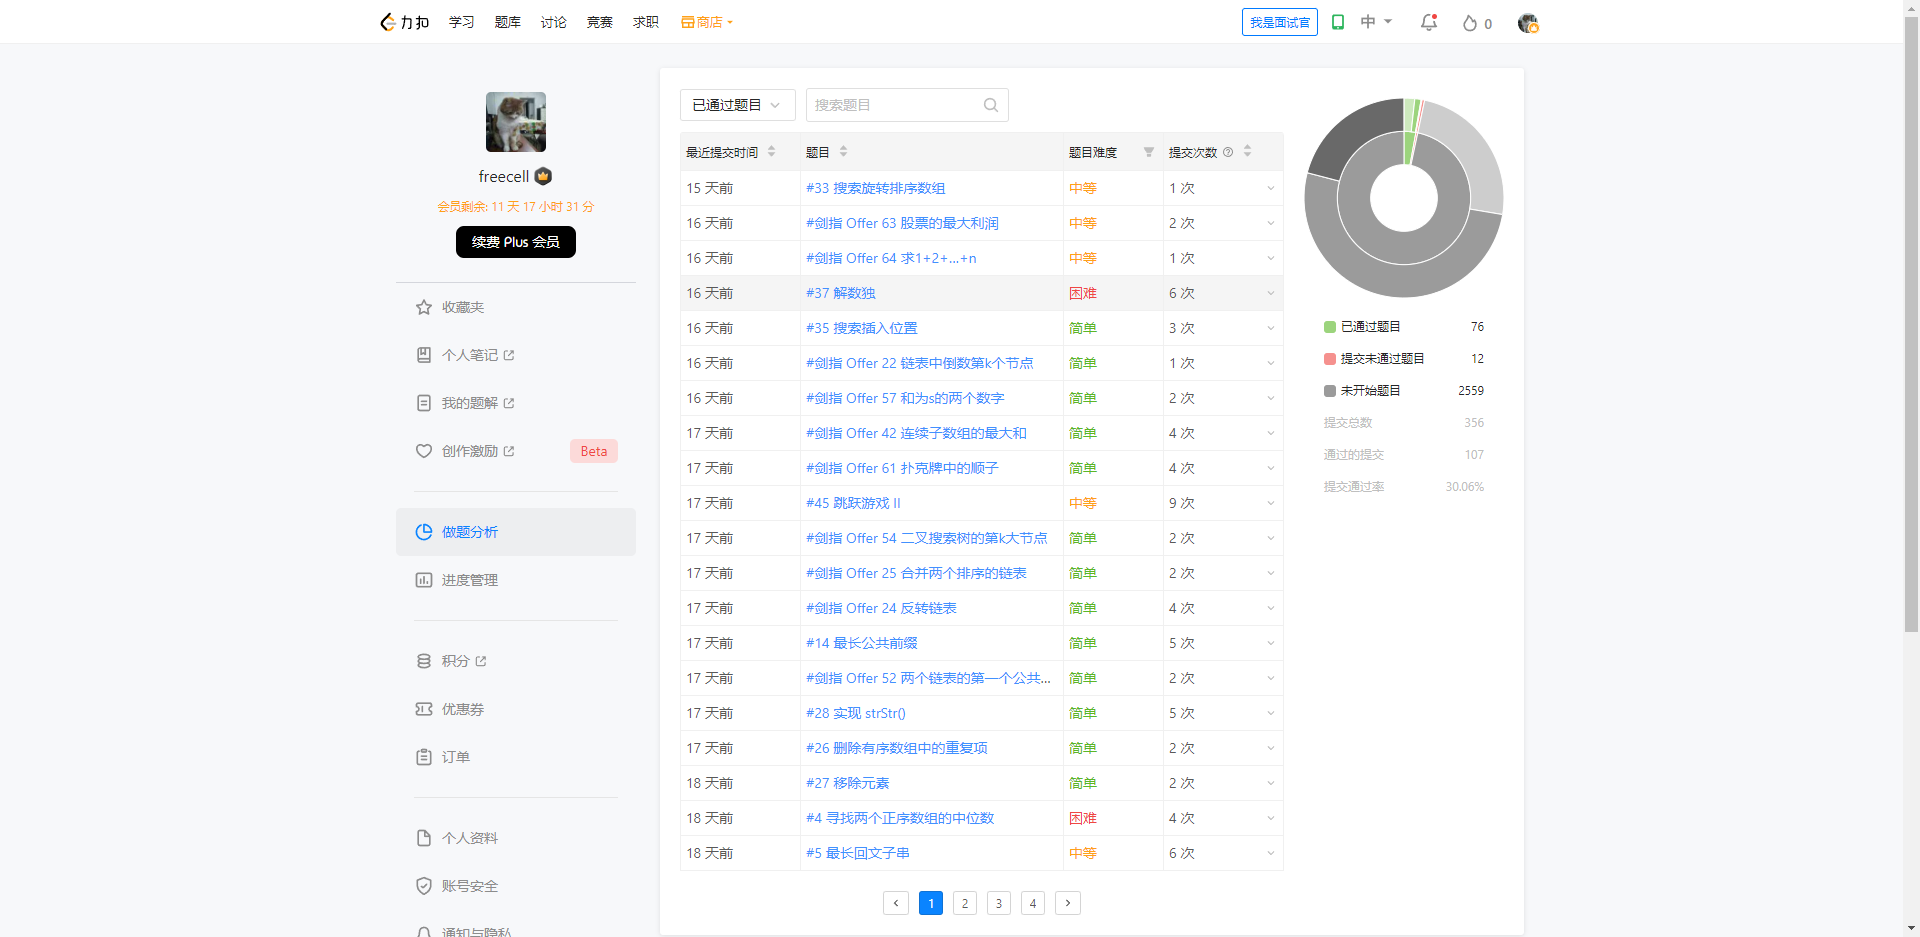 力扣 学习 题库 讨论 竞赛 求职 商店 我是面试官 中 0
freecell
会员剩余: 11 天 17 小时 31 分
续费 Plus 会员
收藏夹
个人笔记
我的题解
创作激励 Beta
做题分析
进度管理
积分
优惠券
订单
个人资料
账号安全
通知与隐私
已通过题目 搜索题目
最近提交时间 题目 题目难度 提交次数
15 天前 #33 搜索旋转排序数组 中等 1 次
16 天前 #剑指 Offer 63 股票的最大利润 中等 2 次
16 天前 #剑指 Offer 64 求1+2+…+n 中等 1 次
16 天前 #37 解数独 困难 6 次
16 天前 #35 搜索插入位置 简单 3 次
16 天前 #剑指 Offer 22 链表中倒数第k个节点 简单 1 次
16 天前 #剑指 Offer 57 和为s的两个数字 简单 2 次
17 天前 #剑指 Offer 42 连续子数组的最大和 简单 4 次
17 天前 #剑指 Offer 61 扑克牌中的顺子 简单 4 次
17 天前 #45 跳跃游戏 II 中等 9 次
17 天前 #剑指 Offer 54 二叉搜索树的第k大节点 简单 2 次
17 天前 #剑指 Offer 25 合并两个排序的链表 简单 2 次
17 天前 #剑指 Offer 24 反转链表 简单 4 次
17 天前 #14 最长公共前缀 简单 5 次
17 天前 #剑指 Offer 52 两个链表的第一个公共... 简单 2 次
17 天前 #28 实现 strStr() 简单 5 次
17 天前 #26 删除有序数组中的重复项 简单 2 次
18 天前 #27 移除元素 简单 2 次
18 天前 #4 寻找两个正序数组的中位数 困难 4 次
18 天前 #5 最长回文子串 中等 6 次
1 2 3 4
已通过题目 76
提交未通过题目 12
未开始题目 2559
提交总数 356
通过的提交 107
提交通过率 30.06%